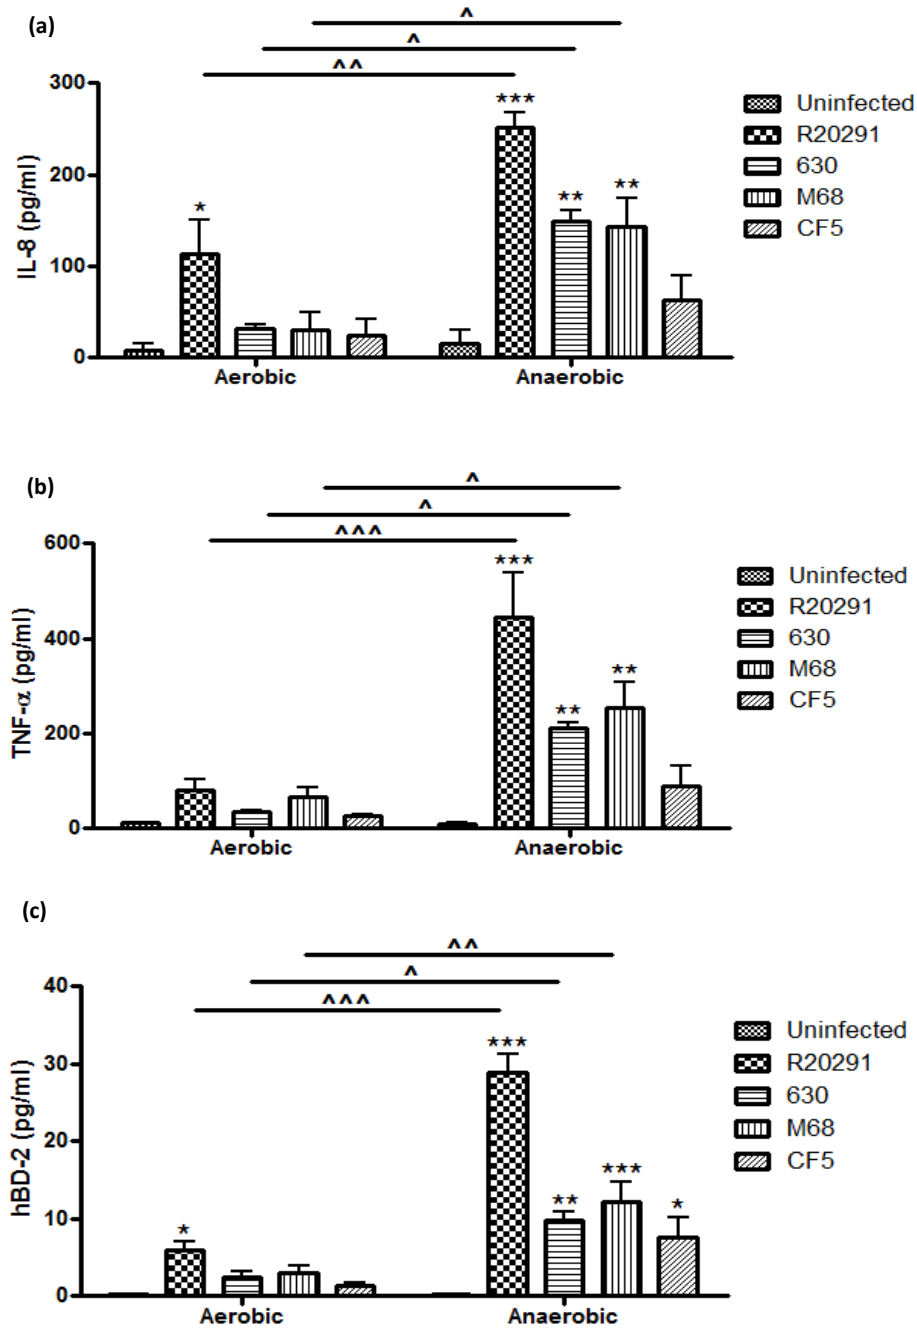 (a)
^
^
^^
300
200
100
0
IL-8 (pg/ml)
*
***
**
**
Aerobic
Anaerobic
Uninfected
R20291
630
M68
CF5
(b)
^
^
^^^
600
400
200
0
TNF-α (pg/ml)
***
**
**
Aerobic
Anaerobic
Uninfected
R20291
630
M68
CF5
(c)
^^
^
^^^
40
30
20
10
0
hBD-2 (pg/ml)
*
***
**
***
*
Aerobic
Anaerobic
Uninfected
R20291
630
M68
CF5